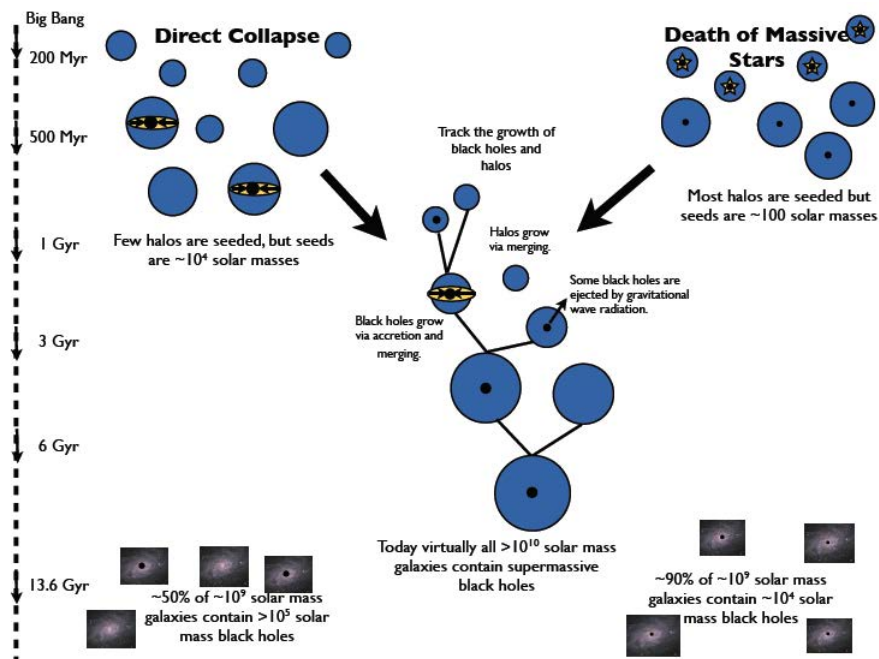 Big Bang
200 Myr
500 Myr
1 Gyr
3 Gyr
6 Gyr
13.6 Gyr
Direct Collapse
Few halos are seeded, but seeds
are ~10⁴ solar masses
Death of Massive
Stars
Most halos are seeded but
seeds are ~100 solar masses
Track the growth of
black holes and
halos
Halos grow
via merging.
Some black holes are
ejected by gravitational
wave radiation.
Black holes grow
via accretion and
merging.
Today virtually all >10¹⁰ solar mass
galaxies contain supermassive
black holes
~50% of ~10⁹ solar mass
galaxies contain >10⁵ solar
mass black holes
~90% of ~10⁹ solar mass
galaxies contain ~10⁴ solar
mass black holes